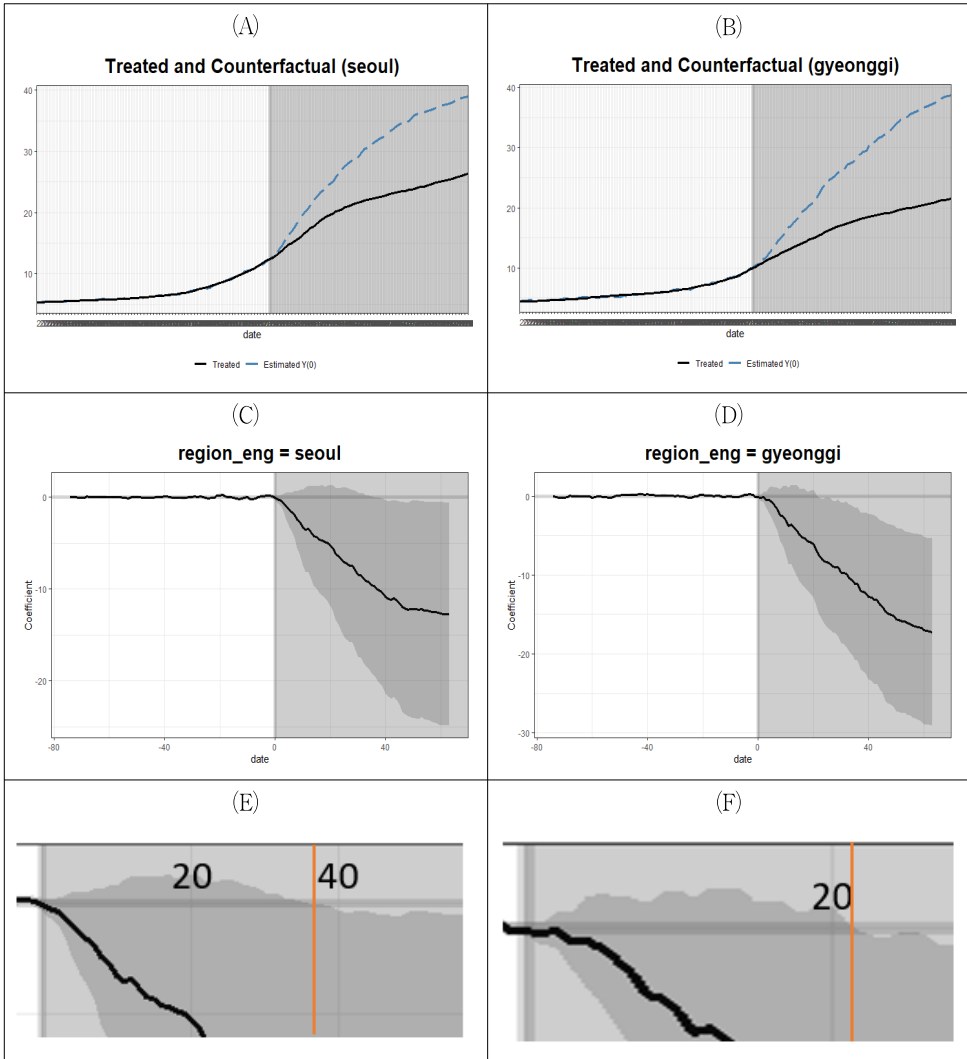 (A)
Treated and Counterfactual (seoul)
40
30
20
10
date
Treated Estimated Y(0)
(B)
Treated and Counterfactual (gyeonggi)
40
30
20
10
date
Treated Estimated Y(0)
(C)
region_eng = seoul
0
-10
-20
Coefficient
-80 -40 0 40
date
(D)
region_eng = gyeonggi
0
-10
-20
-30
Coefficient
-80 -40 0 40
date
(E)
20 40
(F)
20